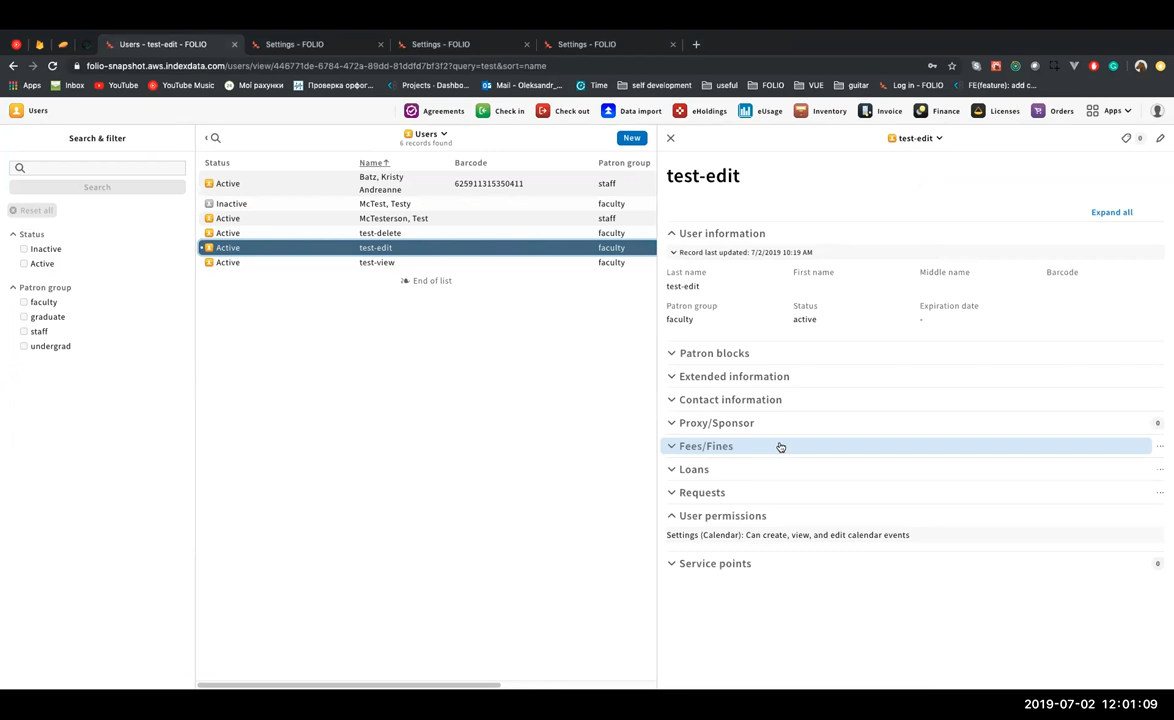 Users - test-edit - FOLIO
Settings - FOLIO
Settings - FOLIO
Settings - FOLIO
folio-snapshot.aws.indexdata.com/users/view/446771de-6784-472a-89dd-81ddfd7bf3f2?query=test&sort=name
Apps Inbox YouTube YouTube Music Мої рахунки Проверка орфог... Projects - Dashbo... Mail - Oleksandr_... Time self development useful FOLIO VUE guitar Log in - FOLIO FE(feature): add c...
Users Agreements Check in Check out Data import eHoldings eUsage Inventory Invoice Finance Licenses Orders Apps
Search & filter
Search
Reset all
Status
Inactive
Active
Patron group
faculty
graduate
staff
undergrad
Users
6 records found
New
Status Name Barcode Patron group
Active Batz, Kristy Andreanne 625911315350411 staff
Inactive McTest, Testy faculty
Active McTesterson, Test staff
Active test-delete faculty
Active test-edit faculty
Active test-view faculty
End of list
test-edit
0
test-edit
Expand all
User information
Record last updated: 7/2/2019 10:19 AM
Last name First name Middle name Barcode
test-edit
Patron group Status Expiration date
faculty active -
Patron blocks
Extended information
Contact information
Proxy/Sponsor 0
Fees/Fines ...
Loans ...
Requests ...
User permissions
Settings (Calendar): Can create, view, and edit calendar events
Service points 0
2019-07-02 12:01:09